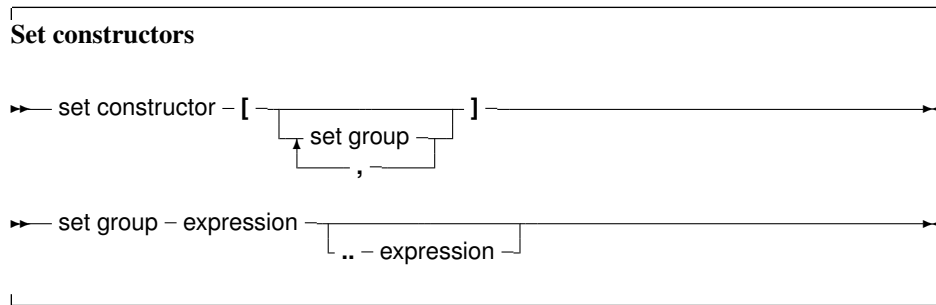 Set constructors
set constructor – [ ]
set group
,
set group – expression
.. – expression